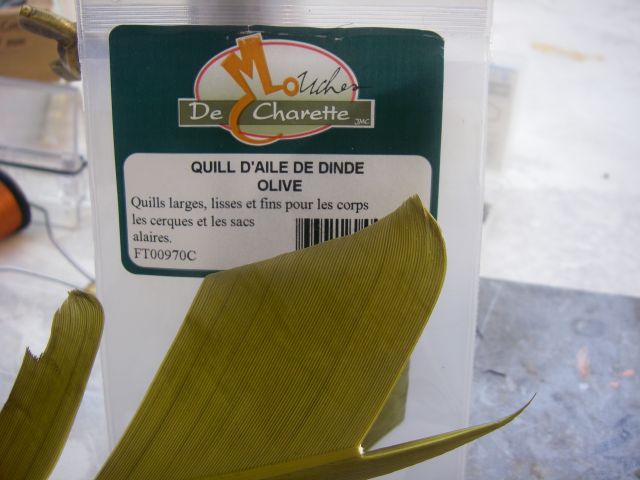 Mouches
De Charette
JMC
QUILL D'AILE DE DINDE
OLIVE
Quills larges, lisses et fins pour les corps
les cerques et les sacs
alaires.
FT00970C